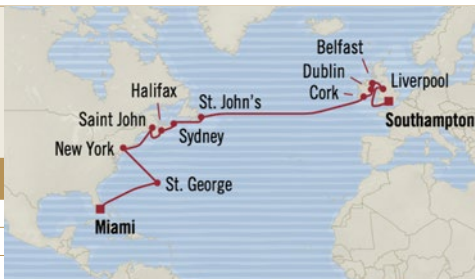 Belfast
Dublin
Liverpool
Cork
Southampton
Halifax
St. John's
Saint John
Sydney
New York
St. George
Miami